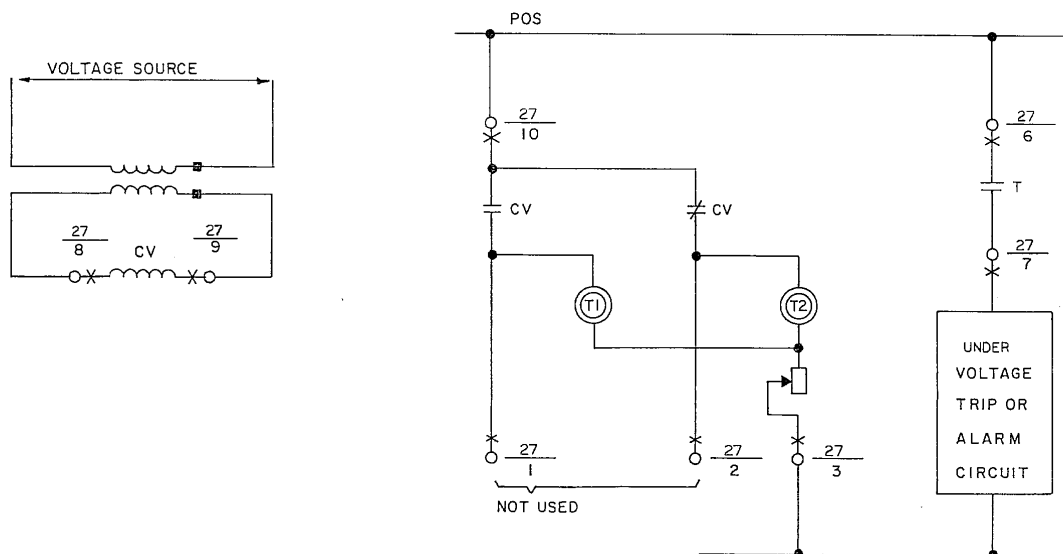 POS
VOLTAGE SOURCE
27
10
27
6
CV
CV
T
27
8
CV
27
9
27
7
T1
T2
UNDER
VOLTAGE
TRIP OR
ALARM
CIRCUIT
27
1
27
2
27
3
NOT USED